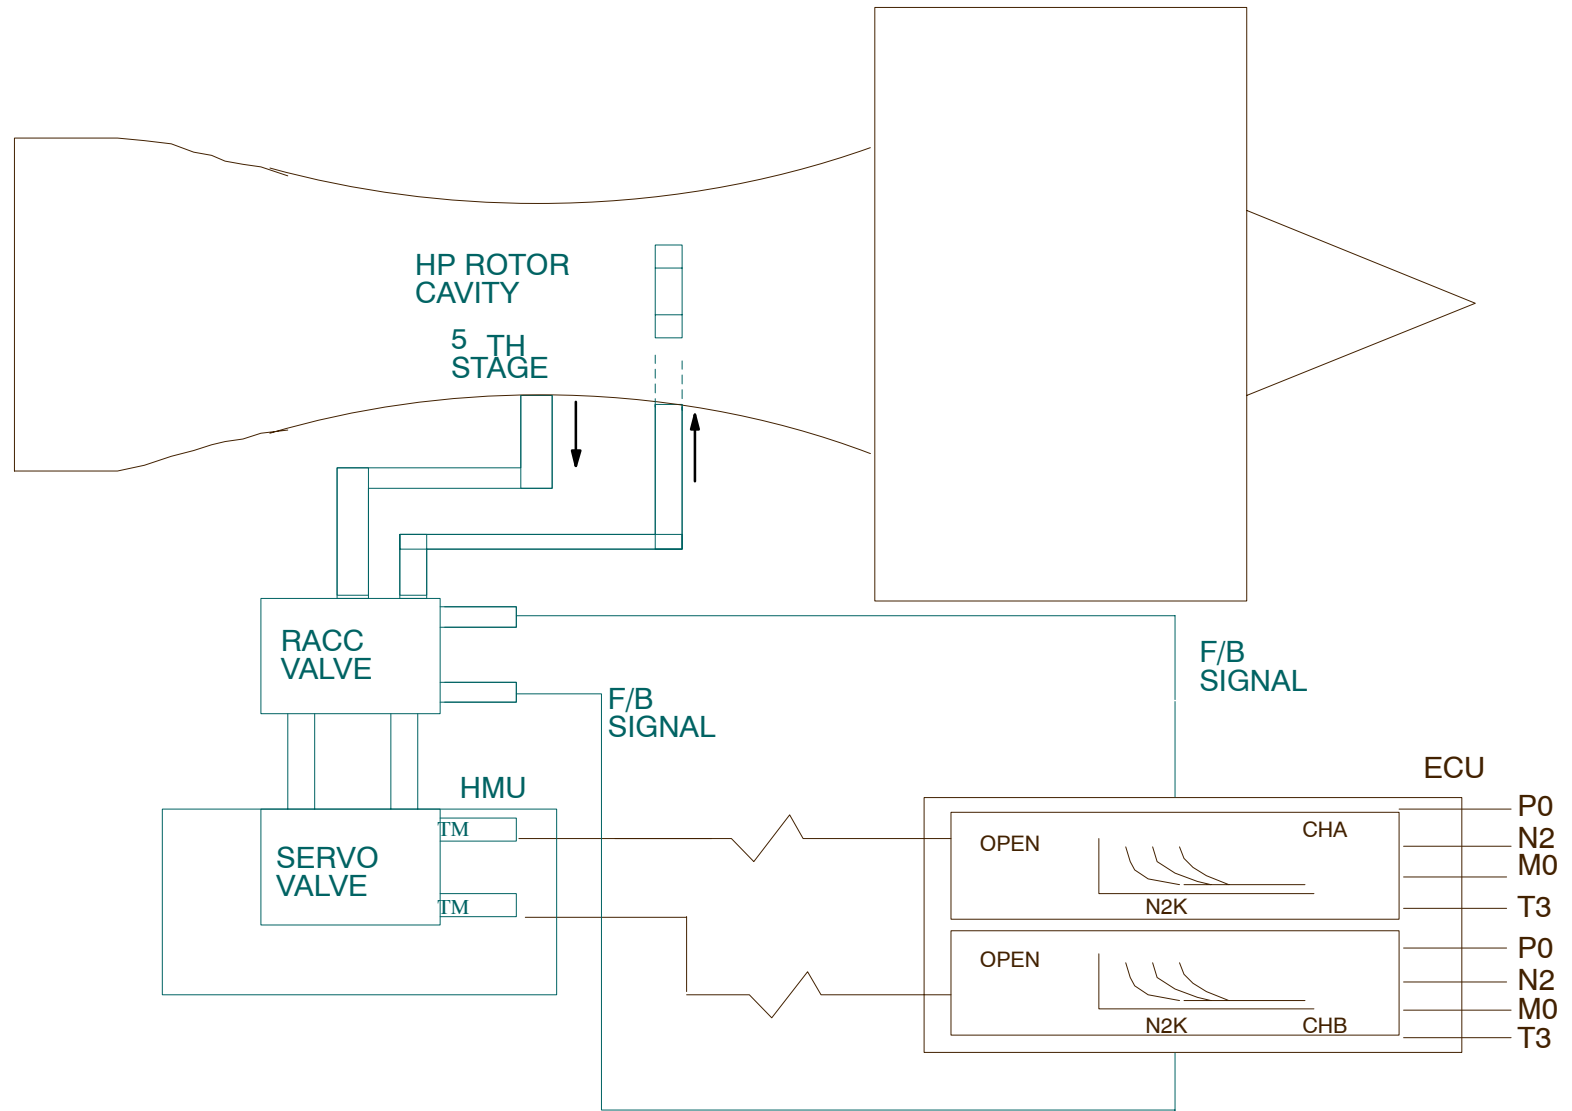 HP ROTOR
CAVITY
5 TH
STAGE
RACC
VALVE
F/B
SIGNAL
F/B
SIGNAL
HMU
ECU
TM
SERVO
VALVE
TM
OPEN
CHA
N2K
P0
N2
M0
T3
OPEN
N2K
CHB
P0
N2
M0
T3